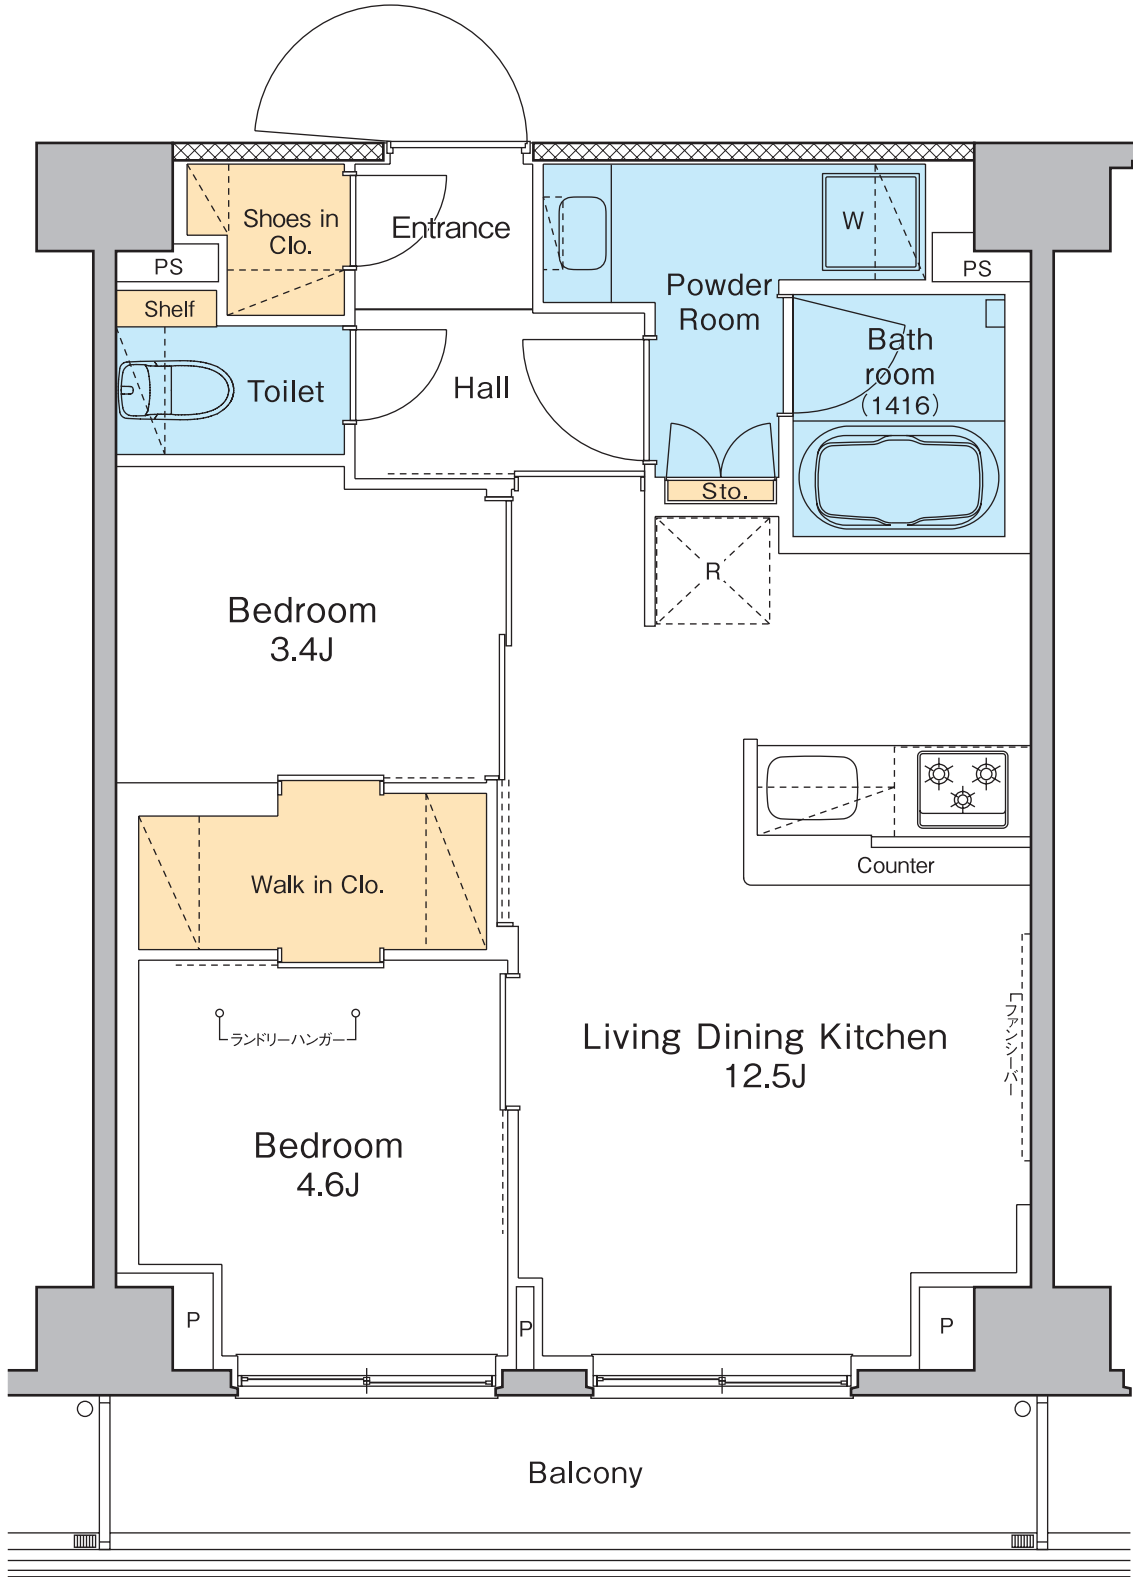 Shoes in
Clo.
Entrance
W
PS
PS
Powder
Room
Shelf
Bath
room
(1416)
Toilet
Hall
Sto.
R
Bedroom
3.4J
Counter
Walk in Clo.
ランドリーハンガー
ファンシーバー
Living Dining Kitchen
12.5J
Bedroom
4.6J
P
P
P
Balcony